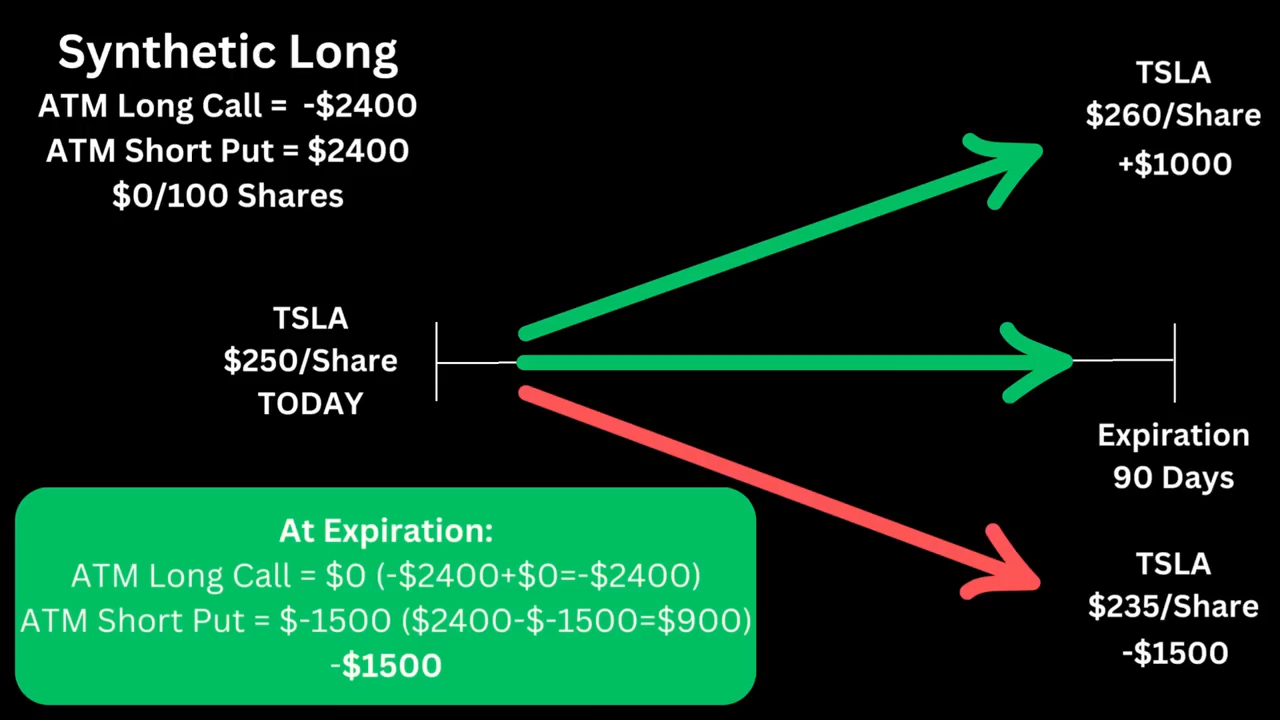 Synthetic Long
ATM Long Call = -$2400
ATM Short Put = $2400
$0/100 Shares
TSLA
$260/Share
+$1000
TSLA
$250/Share
TODAY
Expiration
90 Days
At Expiration:
ATM Long Call = $0 (-$2400+$0=-$2400)
ATM Short Put = $-1500 ($2400-$-1500=$900)
-$1500
TSLA
$235/Share
-$1500